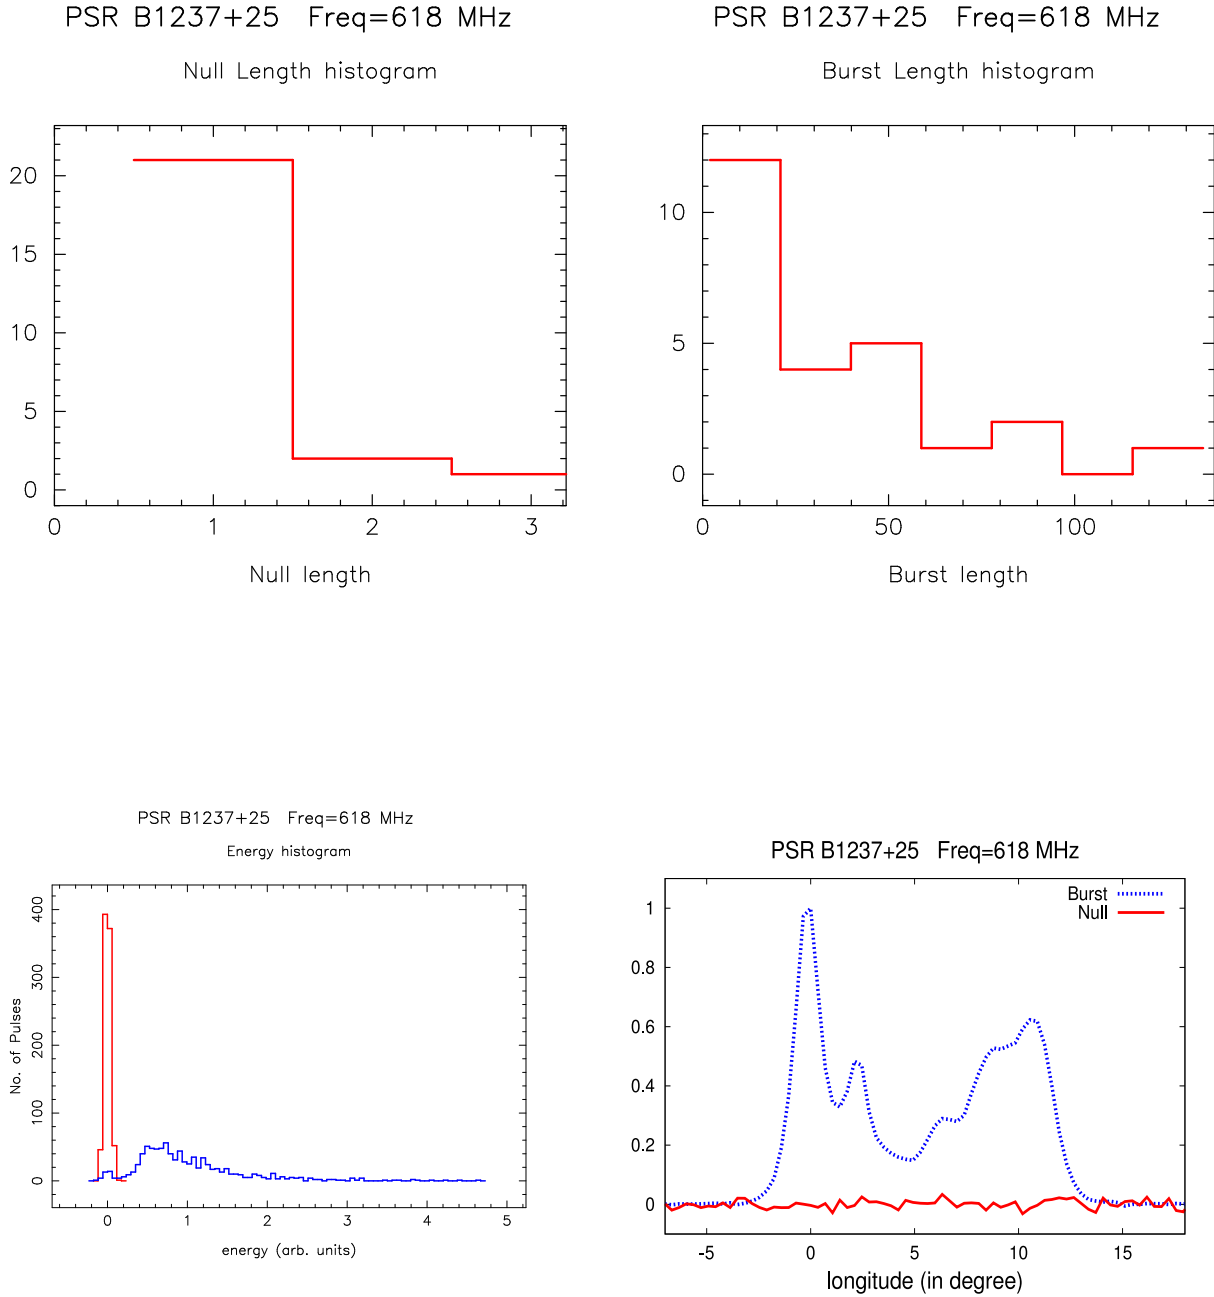 PSR B1237+25 Freq=618 MHz
Null Length histogram
20
15
10
5
0
0 1 2 3
Null length
PSR B1237+25 Freq=618 MHz
Burst Length histogram
10
5
0
0 50 100
Burst length
PSR B1237+25 Freq=618 MHz
Energy histogram
No. of Pulses
400
300
200
100
0
0 1 2 3 4 5
energy (arb. units)
PSR B1237+25 Freq=618 MHz
Burst
Null
1
0.8
0.6
0.4
0.2
0
-5 0 5 10 15
longitude (in degree)